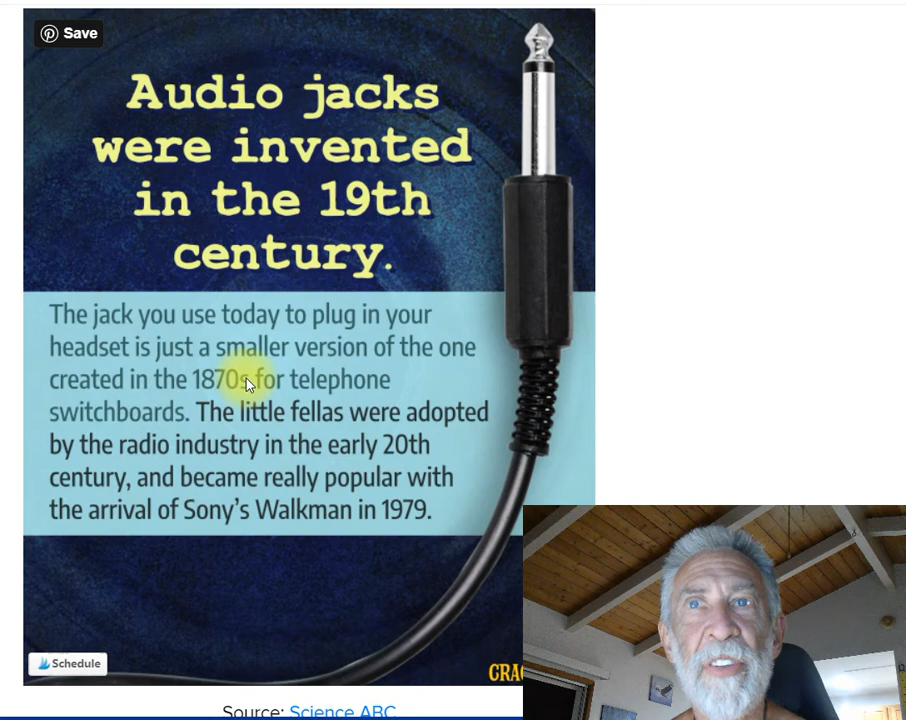 Save
Audio jacks
were invented
in the 19th
century.
The jack you use today to plug in your
headset is just a smaller version of the one
created in the 1870s for telephone
switchboards. The little fellas were adopted
by the radio industry in the early 20th
century, and became really popular with
the arrival of Sony's Walkman in 1979.
Schedule
CRA
Source: Science ABC